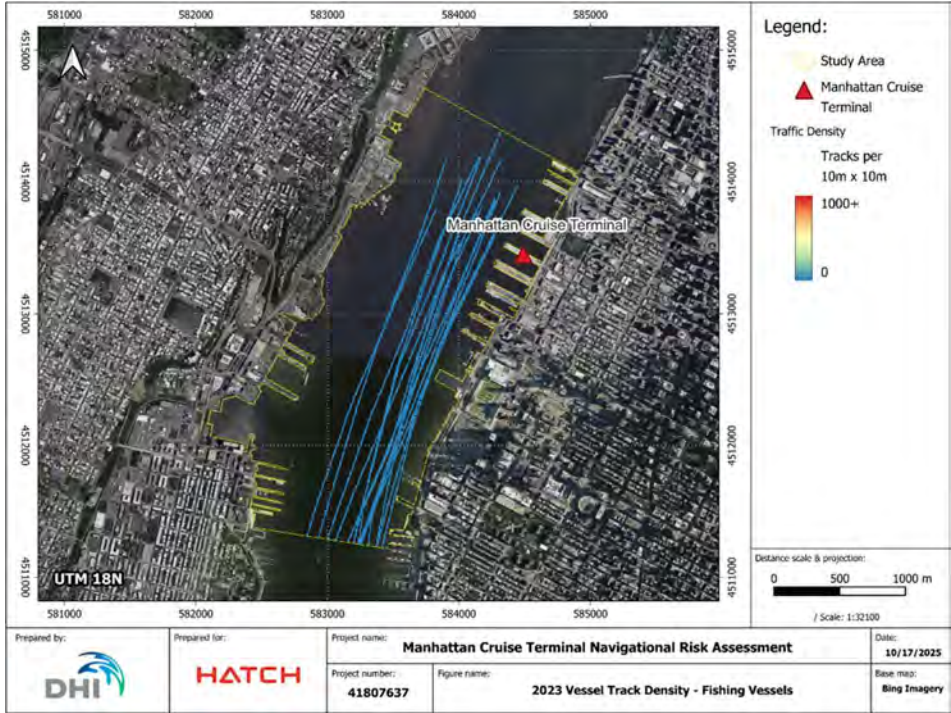 581000 582000 583000 584000 585000
4515000 4515000
4514000 4514000
4513000 4513000
4512000 4512000
4511000 4511000
Manhattan Cruise Terminal
UTM 18N
581000 582000 583000 584000 585000
Legend:
Study Area
Manhattan Cruise
Terminal
Traffic Density
Tracks per
10m x 10m
1000+
0
Distance scale & projection:
0 500 1000 m
/ Scale: 1:32100
Prepared by:
DHI
Prepared for:
HATCH
Project name:
Manhattan Cruise Terminal Navigational Risk Assessment
Date:
10/17/2025
Project number:
41807637
Figure name:
2023 Vessel Track Density - Fishing Vessels
Base map:
Bing Imagery